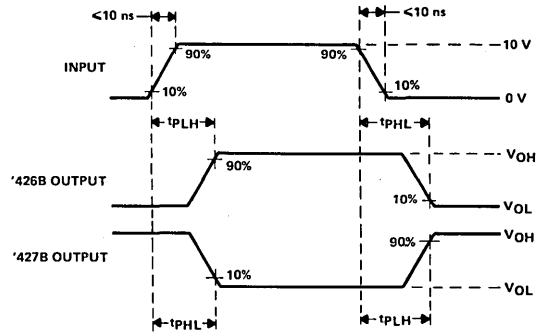 ≤10 ns
≤10 ns
INPUT
90%
90%
10 V
10%
10%
0 V
tPLH
tPHL
'426B OUTPUT
90%
VOH
10%
VOL
'427B OUTPUT
90%
VOH
10%
VOL
tPHL
tPLH